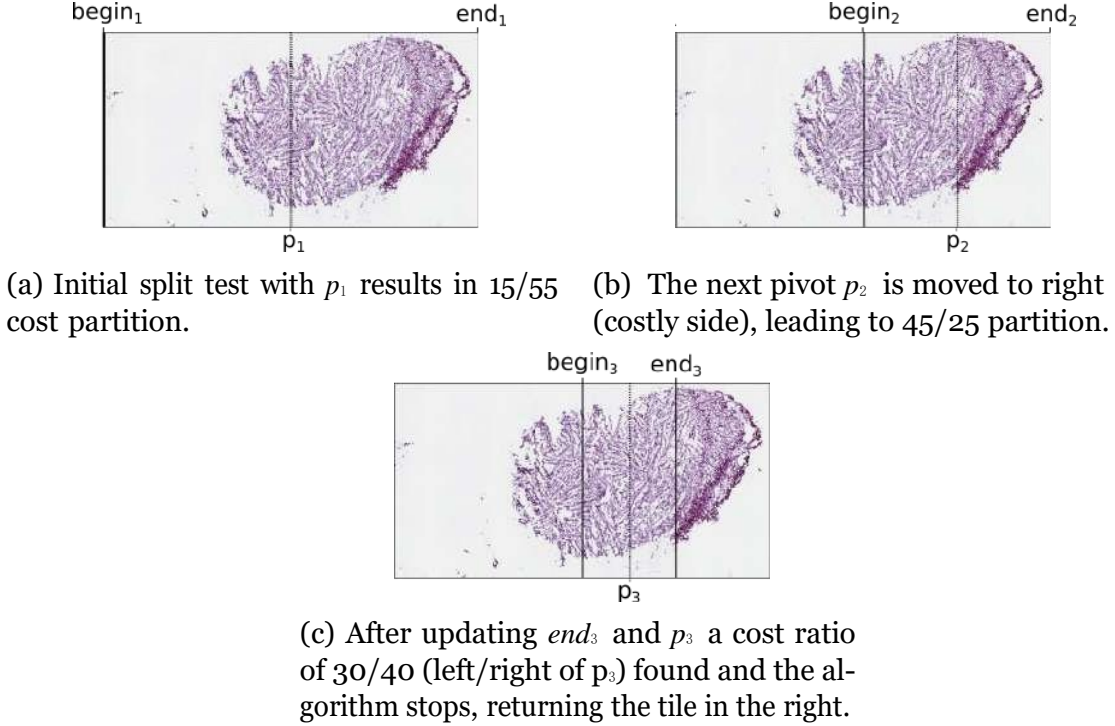 begin₁ end₁
p₁
(a) Initial split test with p₁ results in 15/55
cost partition.
begin₂ end₂
p₂
(b) The next pivot p₂ is moved to right
(costly side), leading to 45/25 partition.
begin₃ end₃
p₃
(c) After updating end₃ and p₃ a cost ratio
of 30/40 (left/right of p₃) found and the al-
gorithm stops, returning the tile in the right.